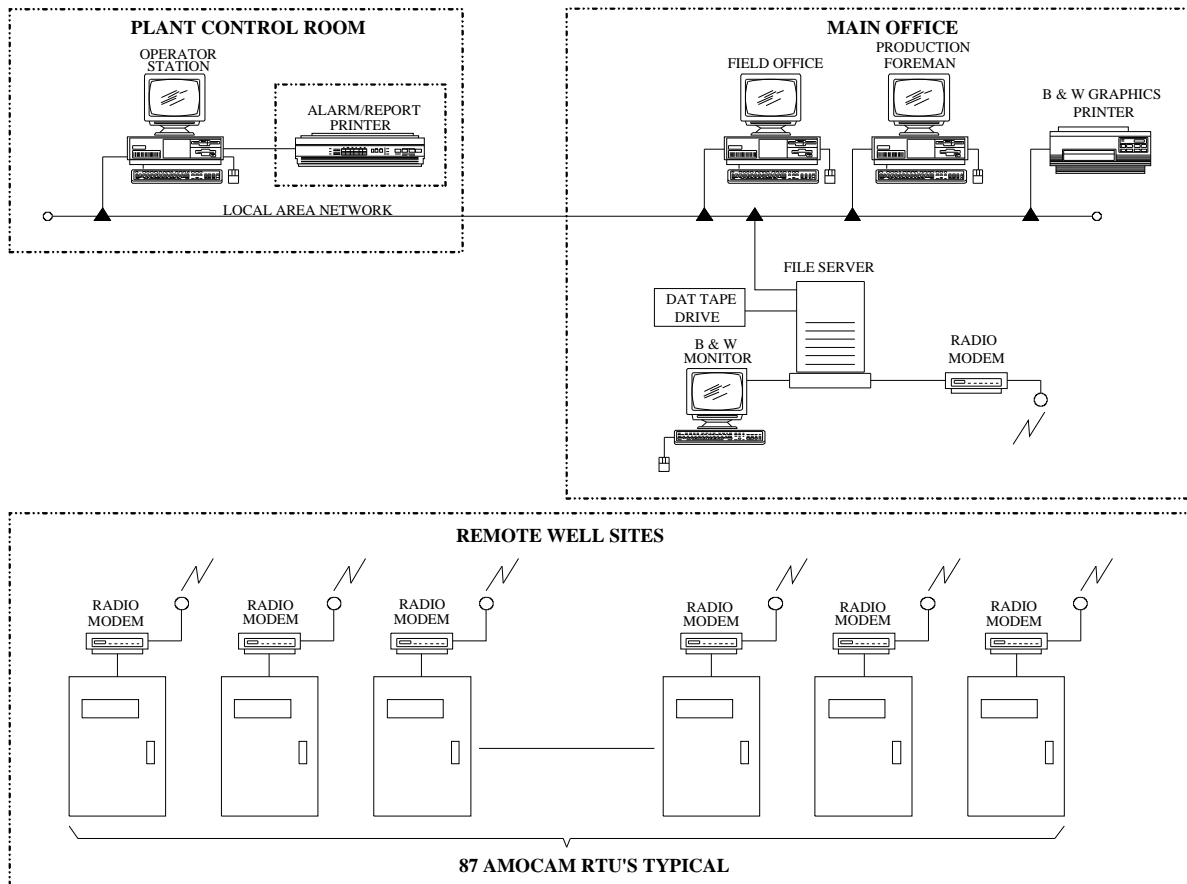 PLANT CONTROL ROOM
OPERATOR
STATION
ALARM/REPORT
PRINTER
LOCAL AREA NETWORK
MAIN OFFICE
FIELD OFFICE
PRODUCTION
FOREMAN
B & W GRAPHICS
PRINTER
FILE SERVER
DAT TAPE
DRIVE
B & W
MONITOR
RADIO
MODEM
REMOTE WELL SITES
RADIO
MODEM
RADIO
MODEM
RADIO
MODEM
RADIO
MODEM
RADIO
MODEM
RADIO
MODEM
87 AMOCAM RTU'S TYPICAL